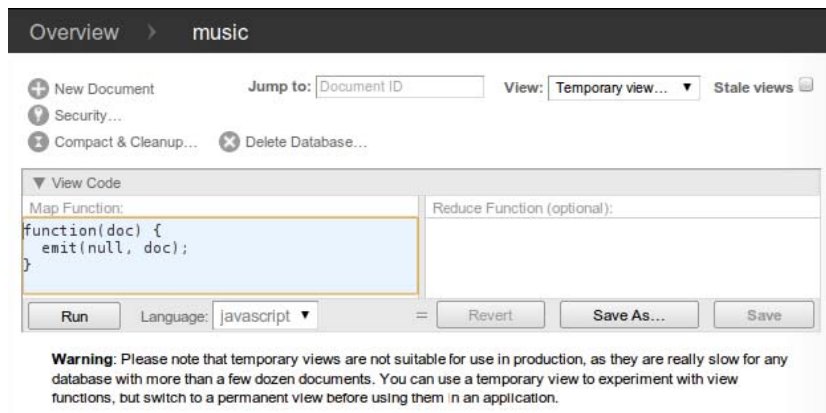 Overview > music
New Document Jump to: Document ID View: Temporary view... ▼ Stale views
Security...
Compact & Cleanup... Delete Database...
▼ View Code
Map Function: Reduce Function (optional):
function(doc) {
  emit(null, doc);
}
Run Language: javascript ▼ = Revert Save As... Save
Warning: Please note that temporary views are not suitable for use in production, as they are really slow for any
database with more than a few dozen documents. You can use a temporary view to experiment with view
functions, but switch to a permanent view before using them in an application.